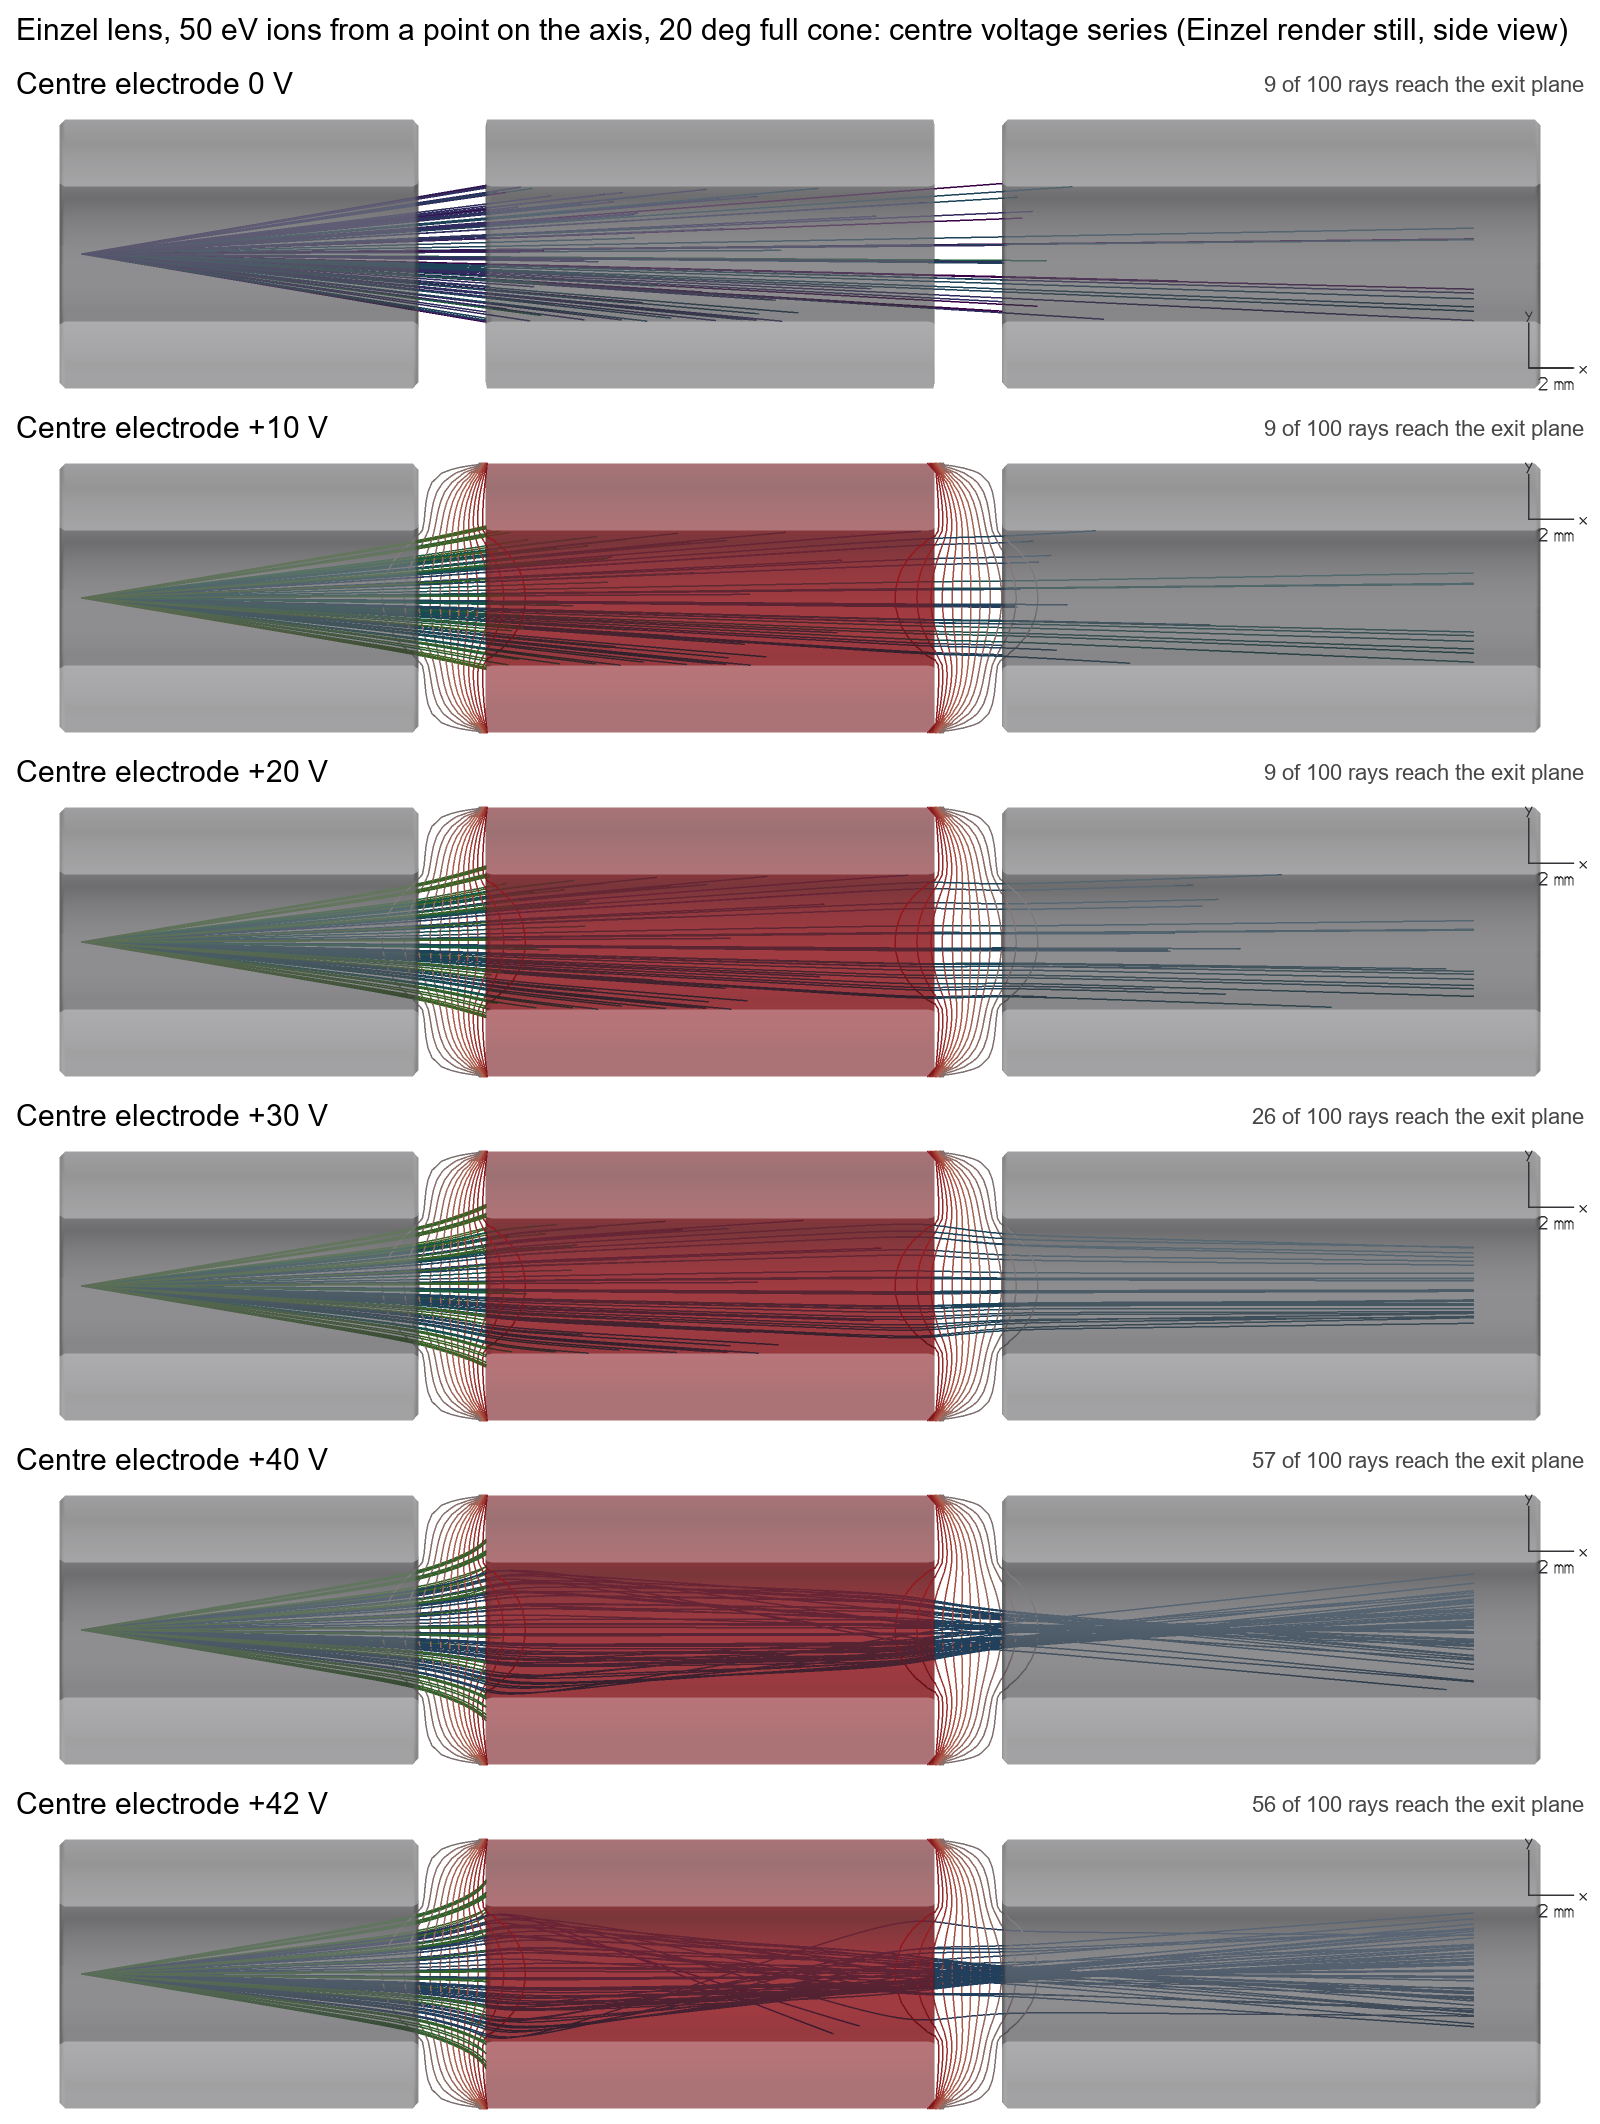 Einzel lens, 50 eV ions from a point on the axis, 20 deg full cone: centre voltage series (Einzel render still, side view)
Centre electrode 0 V
9 of 100 rays reach the exit plane
y
x
2 mm
Centre electrode +10 V
9 of 100 rays reach the exit plane
y
x
2 mm
Centre electrode +20 V
9 of 100 rays reach the exit plane
y
x
2 mm
Centre electrode +30 V
26 of 100 rays reach the exit plane
y
x
2 mm
Centre electrode +40 V
57 of 100 rays reach the exit plane
y
x
2 mm
Centre electrode +42 V
56 of 100 rays reach the exit plane
y
x
2 mm